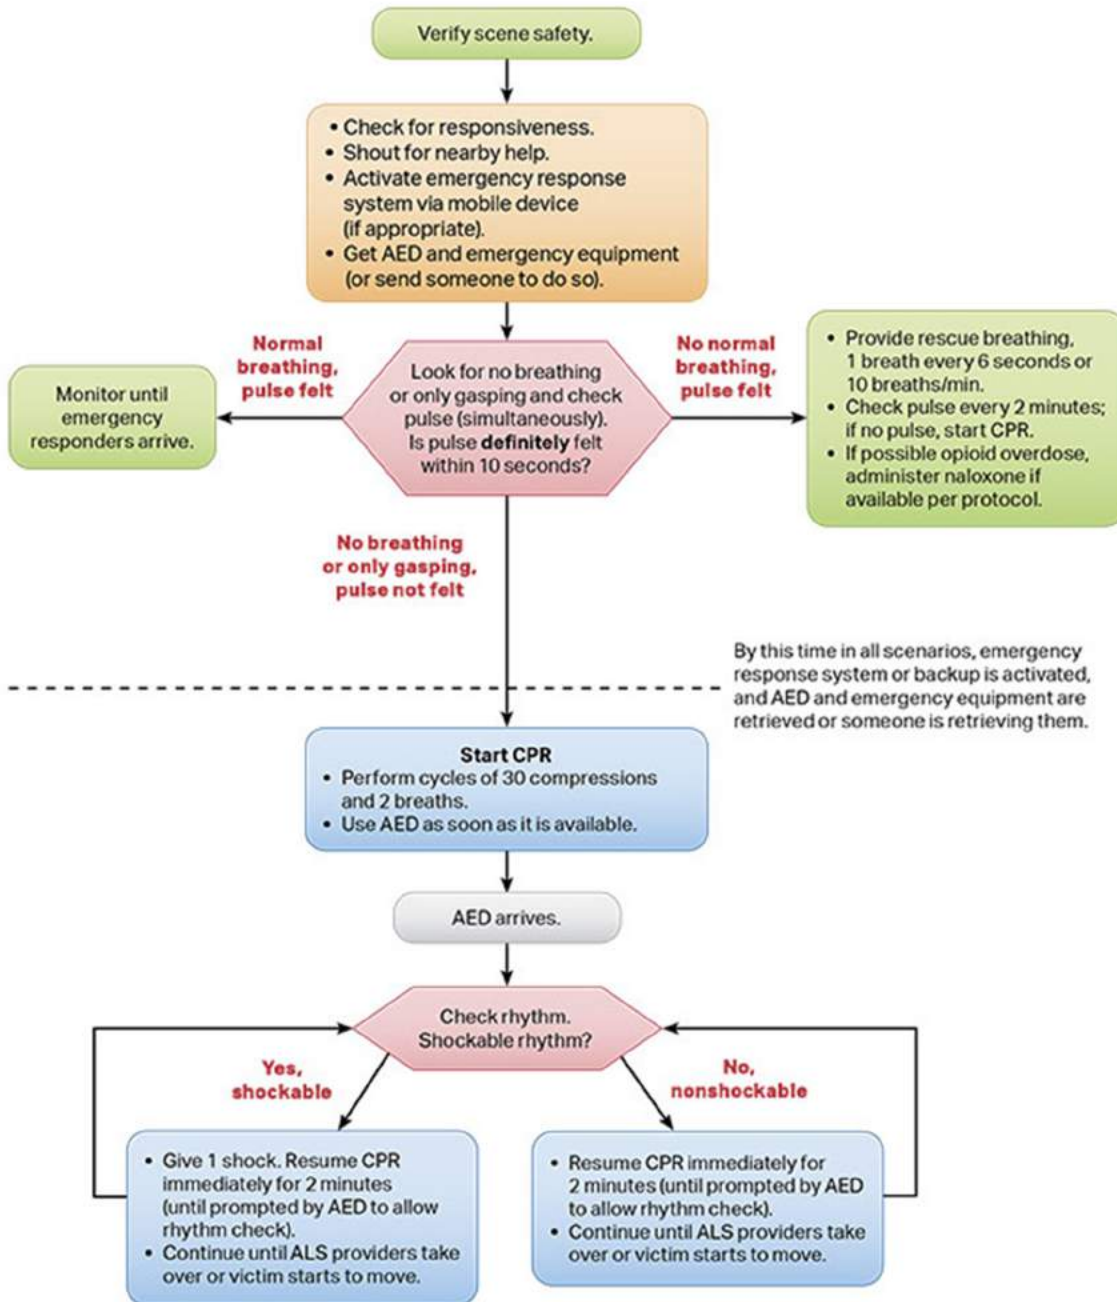 Verify scene safety.
• Check for responsiveness.
• Shout for nearby help.
• Activate emergency response
system via mobile device
(if appropriate).
• Get AED and emergency equipment
(or send someone to do so).
Normal
breathing,
pulse felt
No normal
breathing,
pulse felt
Monitor until
emergency
responders arrive.
Look for no breathing
or only gasping and check
pulse (simultaneously).
Is pulse definitely felt
within 10 seconds?
• Provide rescue breathing,
1 breath every 6 seconds or
10 breaths/min.
• Check pulse every 2 minutes;
if no pulse, start CPR.
• If possible opioid overdose,
administer naloxone if
available per protocol.
No breathing
or only gasping,
pulse not felt
By this time in all scenarios, emergency
response system or backup is activated,
and AED and emergency equipment are
retrieved or someone is retrieving them.
Start CPR
• Perform cycles of 30 compressions
and 2 breaths.
• Use AED as soon as it is available.
AED arrives.
Check rhythm.
Shockable rhythm?
Yes,
shockable
No,
nonshockable
• Give 1 shock. Resume CPR
immediately for 2 minutes
(until prompted by AED to allow
rhythm check).
• Continue until ALS providers take
over or victim starts to move.
• Resume CPR immediately for
2 minutes (until prompted by AED
to allow rhythm check).
• Continue until ALS providers take
over or victim starts to move.